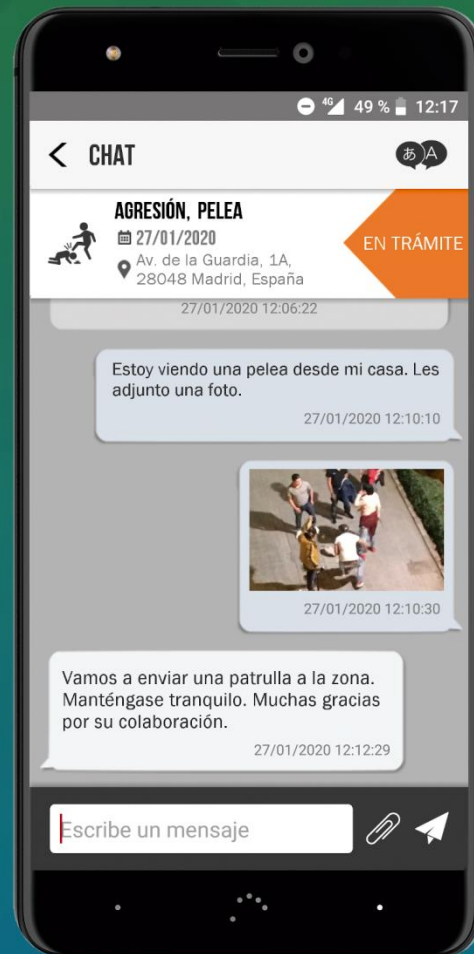 4G 49 % 12:17
CHAT
あ A
AGRESIÓN, PELEA
27/01/2020
Av. de la Guardia, 1A,
28048 Madrid, España
EN TRÁMITE
27/01/2020 12:06:22
Estoy viendo una pelea desde mi casa. Les
adjunto una foto.
27/01/2020 12:10:10
27/01/2020 12:10:30
Vamos a enviar una patrulla a la zona.
Manténgase tranquilo. Muchas gracias
por su colaboración.
27/01/2020 12:12:29
Escribe un mensaje